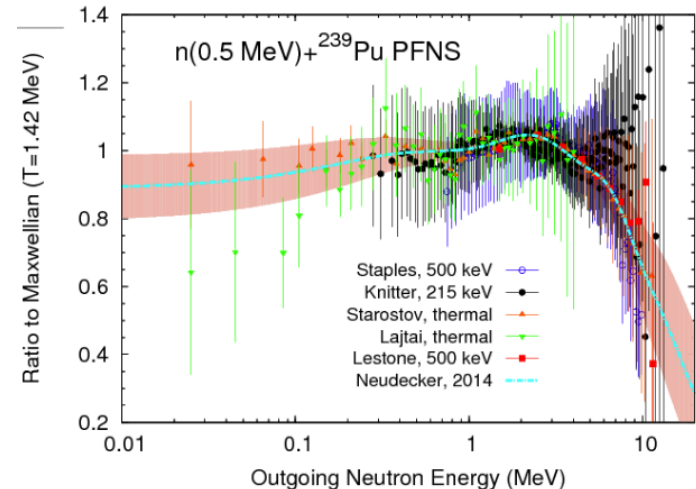 n(0.5 MeV)+²³⁹Pu PFNS
Ratio to Maxwellian (T=1.42 MeV)
1.4
1.2
1
0.8
0.6
0.4
0.2
Staples, 500 keV
Knitter, 215 keV
Starostov, thermal
Lajtai, thermal
Lestone, 500 keV
Neudecker, 2014
0.01 0.1 1 10
Outgoing Neutron Energy (MeV)